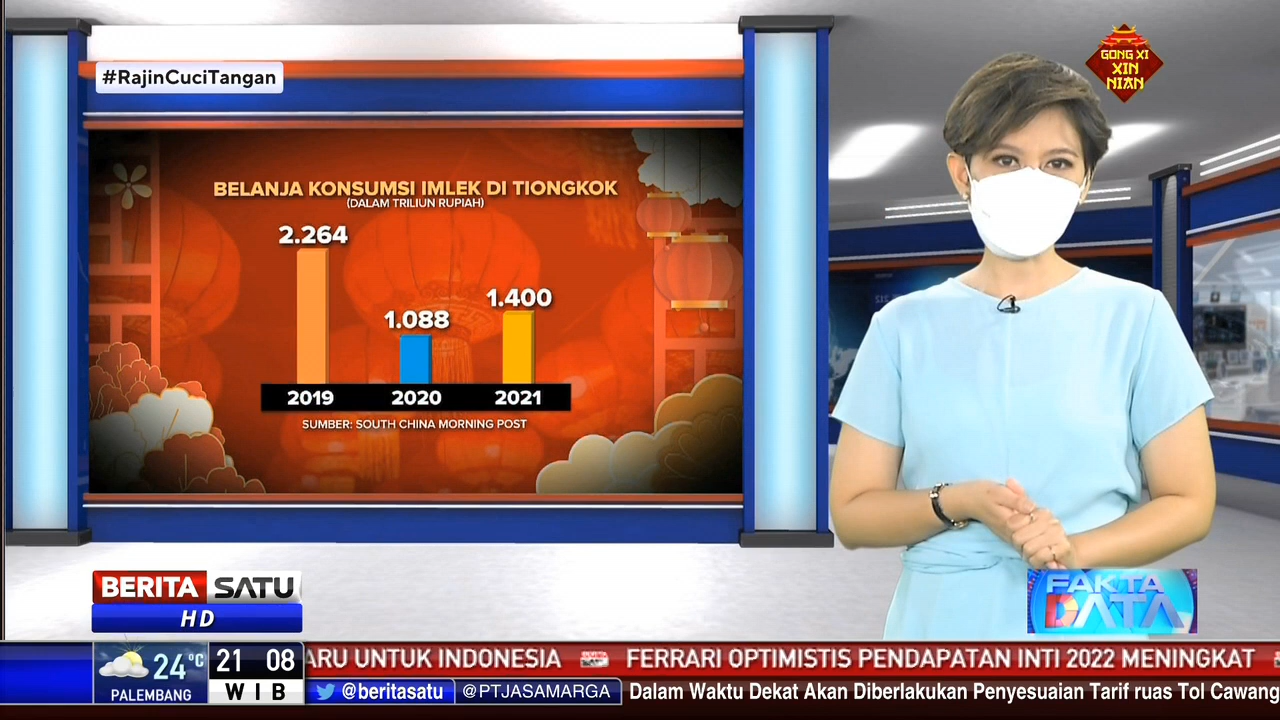 #RajinCuciTangan
GONG XI
XIN
NIAN
BELANJA KONSUMSI IMLEK DI TIONGKOK
(DALAM TRILIUN RUPIAH)
2.264
1.088
1.400
2019
2020
2021
SUMBER: SOUTH CHINA MORNING POST
BERITA SATU
HD
FAKTA
DATA
24°C
PALEMBANG
21 08
WIB
ARU UNTUK INDONESIA
FERRARI OPTIMISTIS PENDAPATAN INTI 2022 MENINGKAT
@beritasatu
@PTJASAMARGA
Dalam Waktu Dekat Akan Diberlakukan Penyesuaian Tarif ruas Tol Cawang